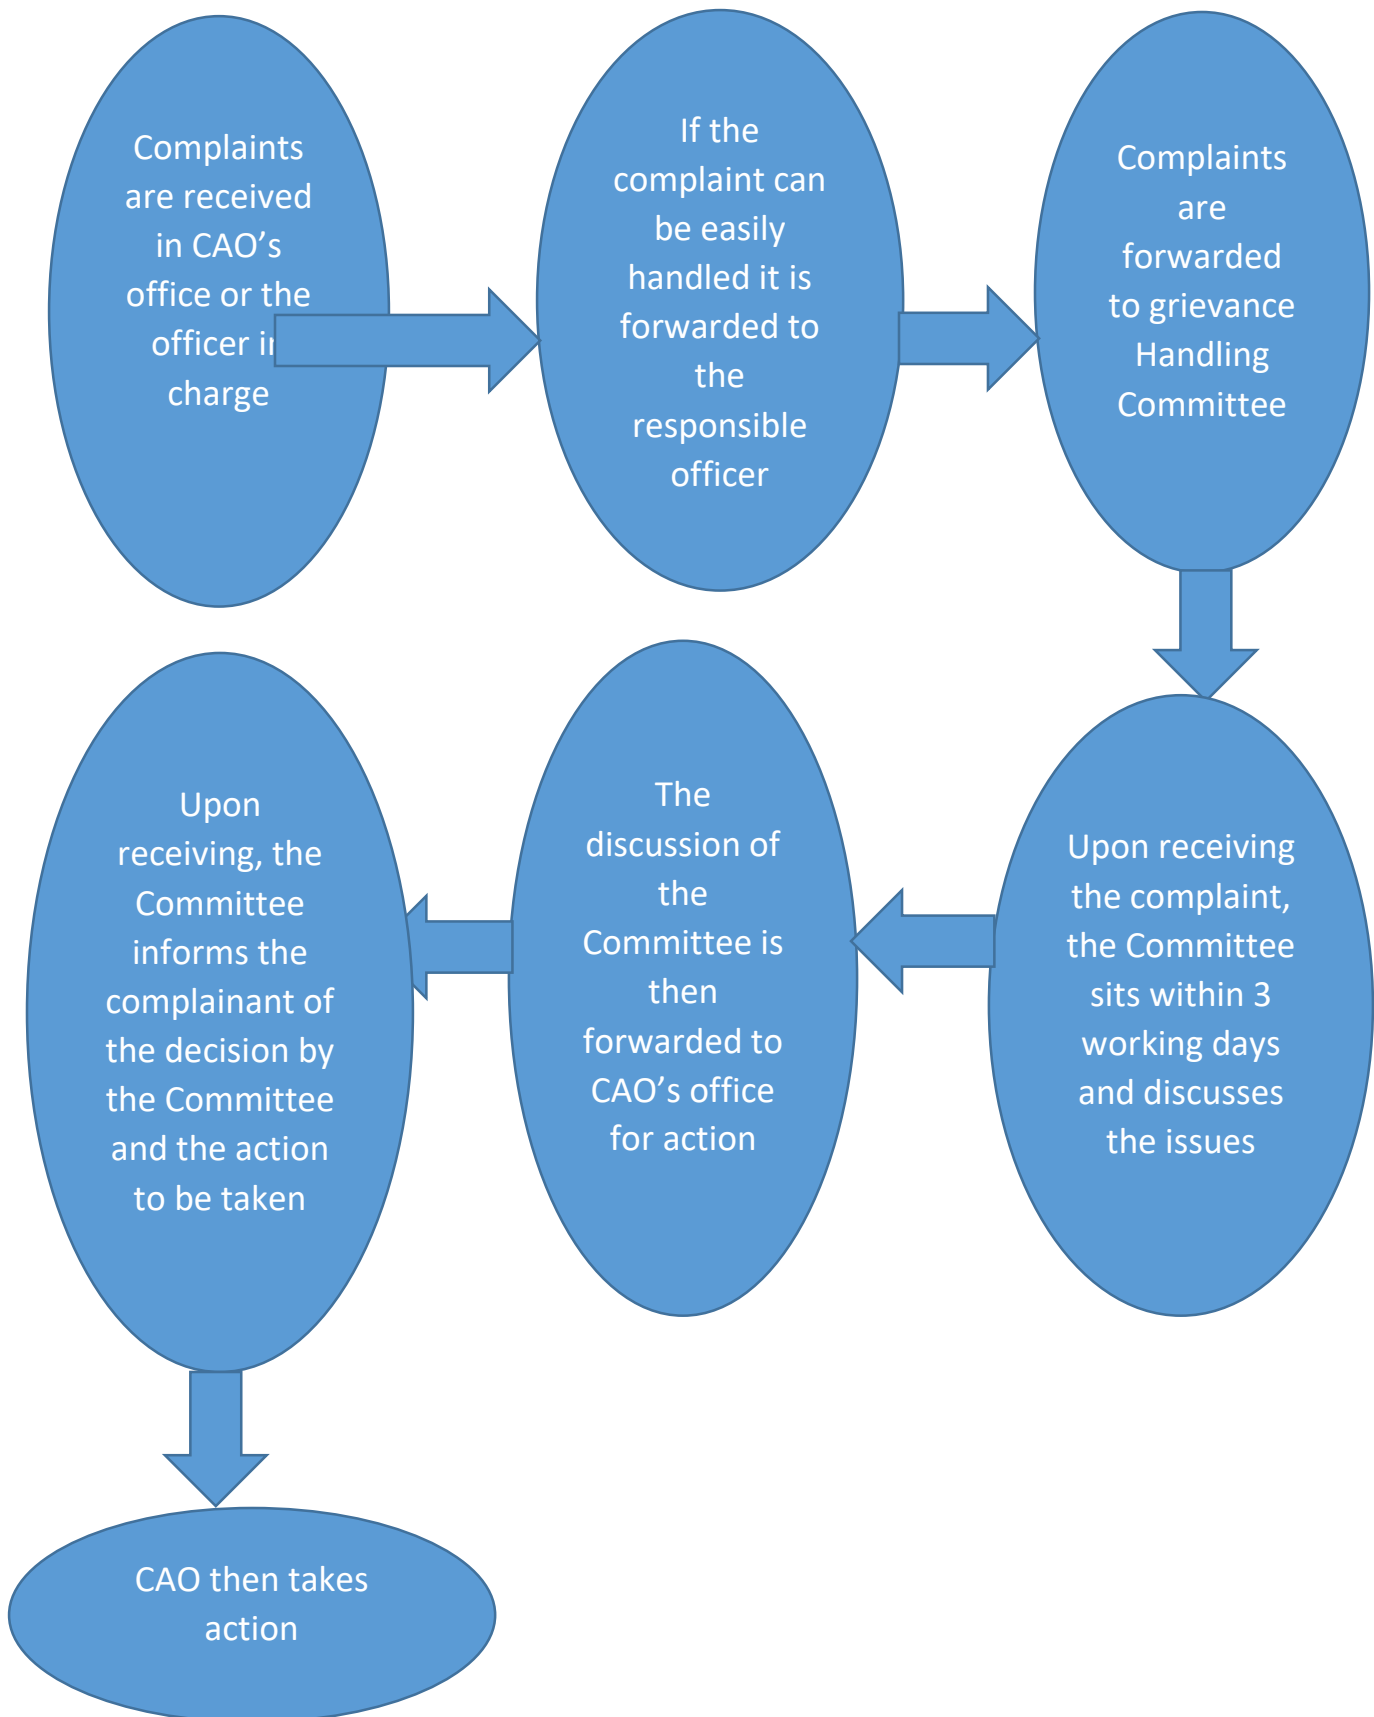 Complaints
are received
in CAO's
office or the
officer in
charge
If the
complaint can
be easily
handled it is
forwarded to
the
responsible
officer
Complaints
are
forwarded
to grievance
Handling
Committee
Upon receiving
the complaint,
the Committee
sits within 3
working days
and discusses
the issues
The
discussion of
the
Committee is
then
forwarded to
CAO's office
for action
Upon
receiving, the
Committee
informs the
complainant of
the decision by
the Committee
and the action
to be taken
CAO then takes
action